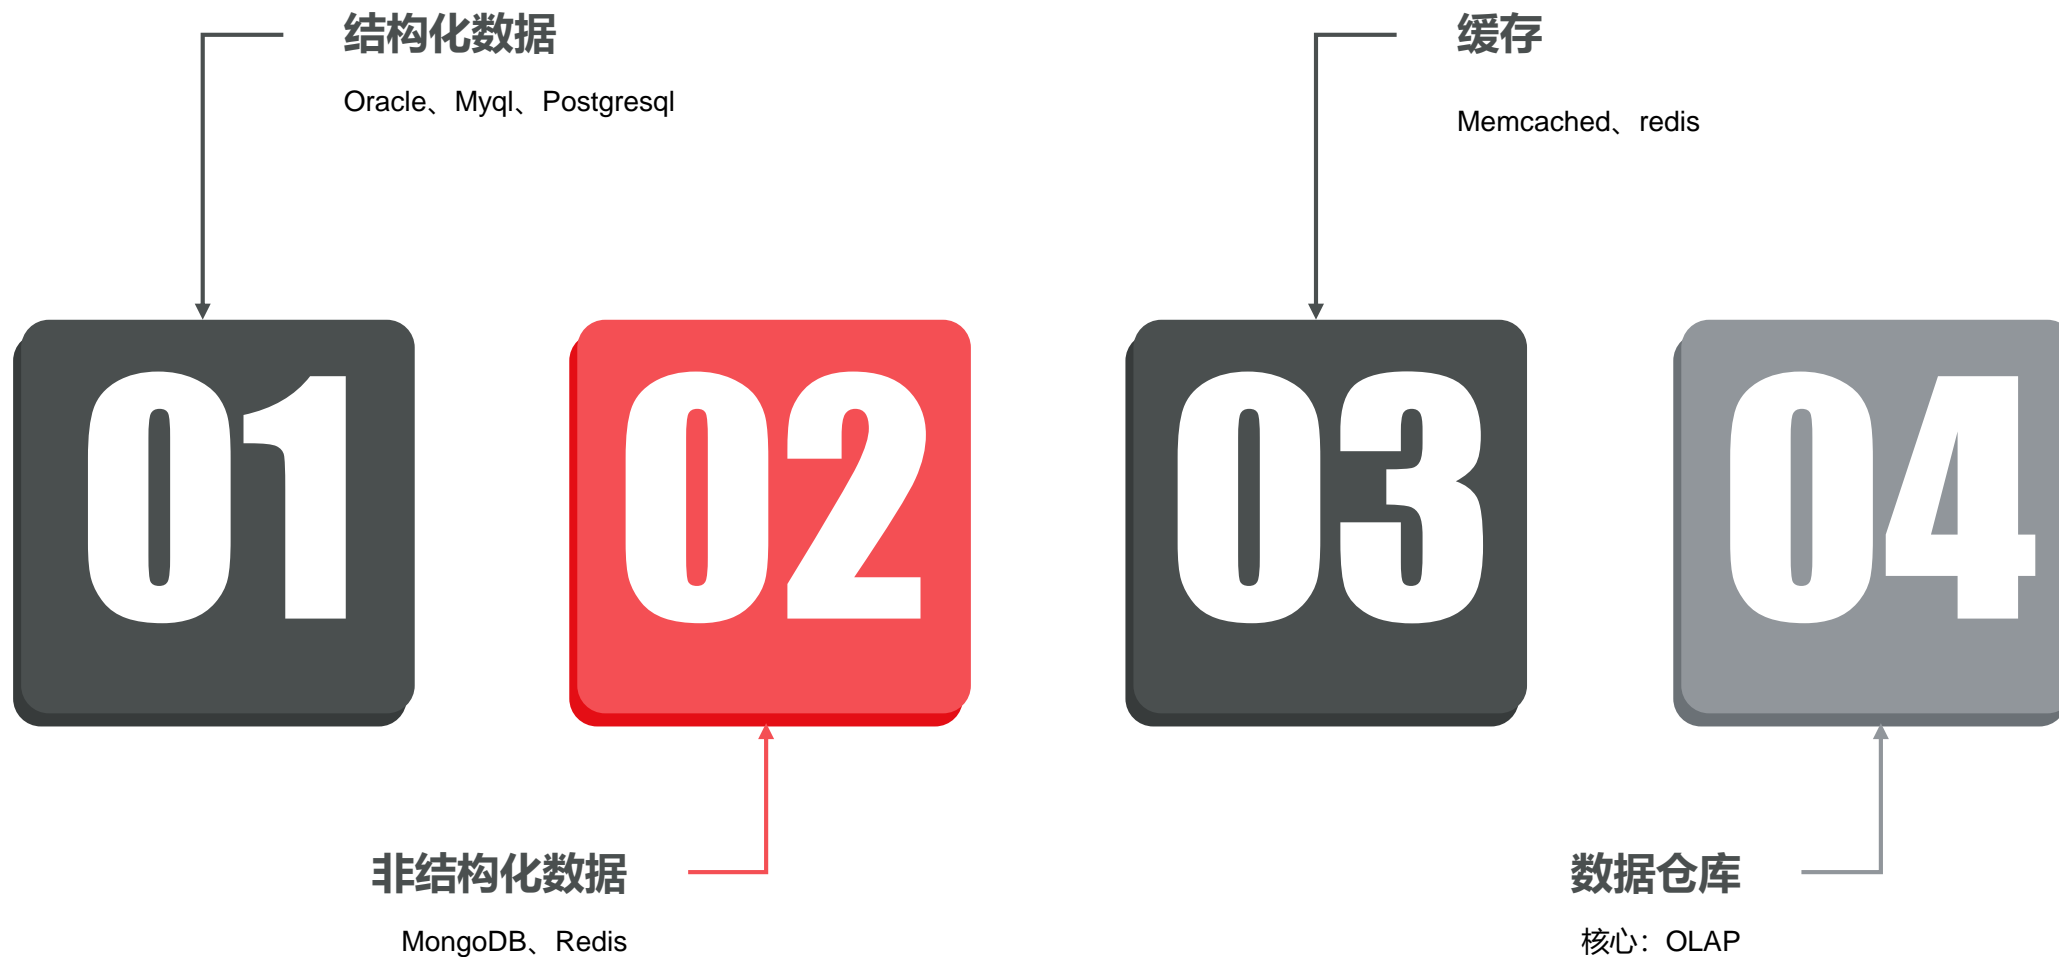 结构化数据
Oracle、Myql、Postgresql
缓存
Memcached、redis
01
02
03
04
非结构化数据
MongoDB、Redis
数据仓库
核心：OLAP